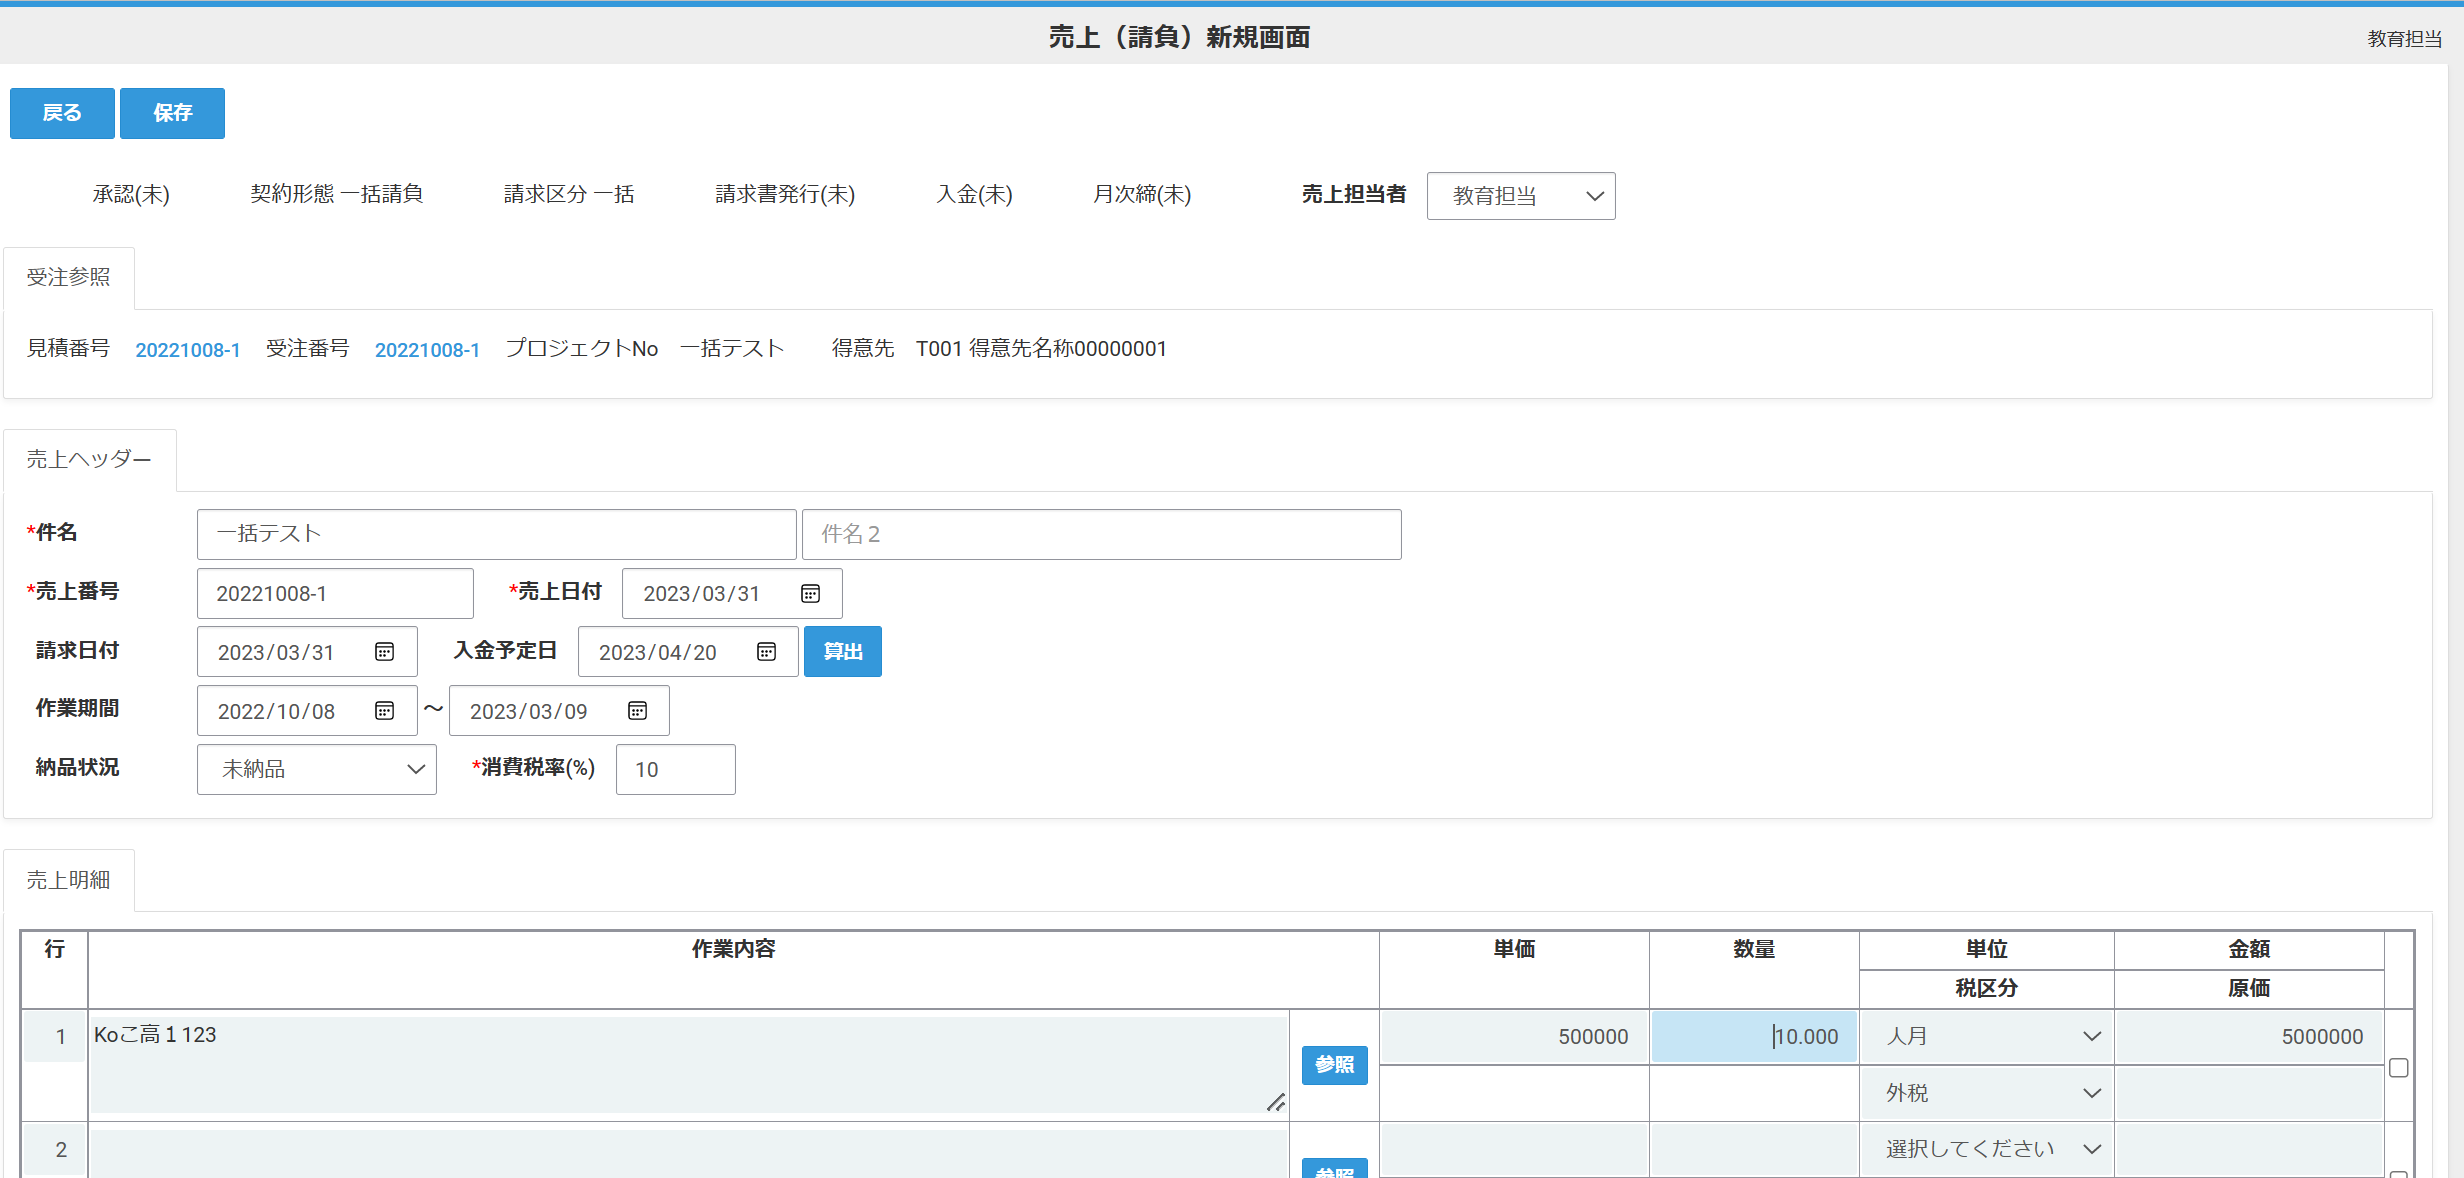 売上（請負）新規画面
教育担当
戻る 保存
承認(未) 契約形態 一括請負 請求区分 一括 請求書発行(未) 入金(未) 月次締(未) 売上担当者 教育担当
受注参照
見積番号 20221008-1 受注番号 20221008-1 プロジェクトNo 一括テスト 得意先 T001 得意先名称00000001
売上ヘッダー
*件名 一括テスト 件名２
*売上番号 20221008-1 *売上日付 2023/03/31
請求日付 2023/03/31 入金予定日 2023/04/20 算出
作業期間 2022/10/08 ～ 2023/03/09
納品状況 未納品 *消費税率(%) 10
売上明細
行 作業内容 単価 数量 単位 金額
税区分 原価
1 Koこ高１123 参照 500000 10.000 人月 5000000
外税
2 参照 選択してください